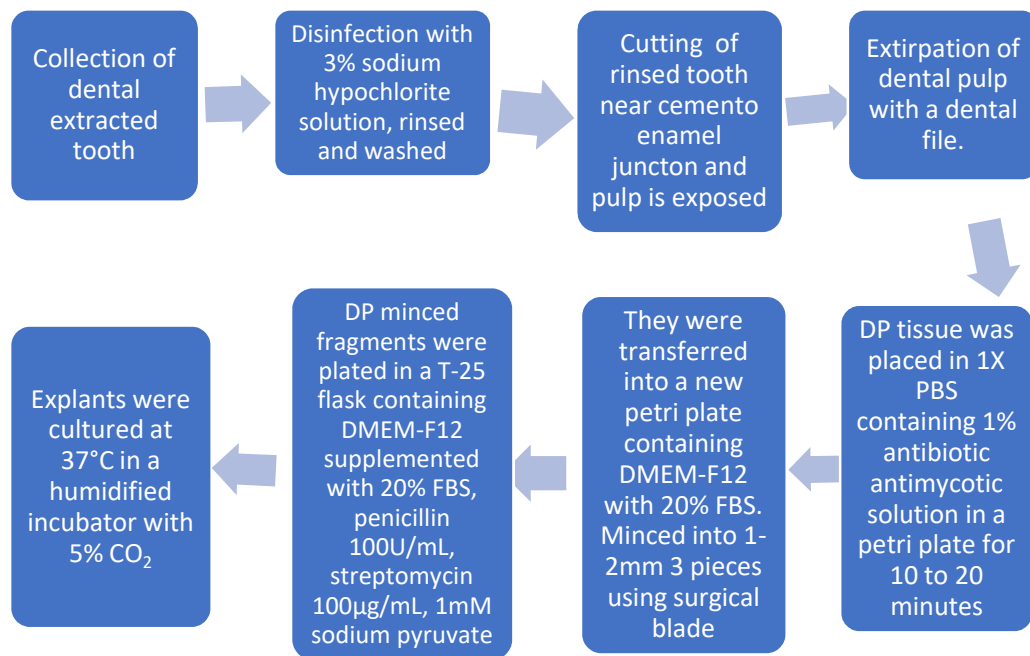 Collection of
dental
extracted
tooth
Disinfection with
3% sodium
hypochlorite
solution, rinsed
and washed
Cutting of
rinsed tooth
near cemento
enamel
juncton and
pulp is exposed
Extirpation of
dental pulp
with a dental
file.
DP tissue was
placed in 1X
PBS
containing 1%
antibiotic
antimycotic
solution in a
petri plate for
10 to 20
minutes
They were
transferred
into a new
petri plate
containing
DMEM-F12
with 20% FBS.
Minced into 1-
2mm 3 pieces
using surgical
blade
DP minced
fragments were
plated in a T-25
flask containing
DMEM-F12
supplemented
with 20% FBS,
penicillin
100U/mL,
streptomycin
100µg/mL, 1mM
sodium pyruvate
Explants were
cultured at
37°C in a
humidified
incubator with
5% CO₂